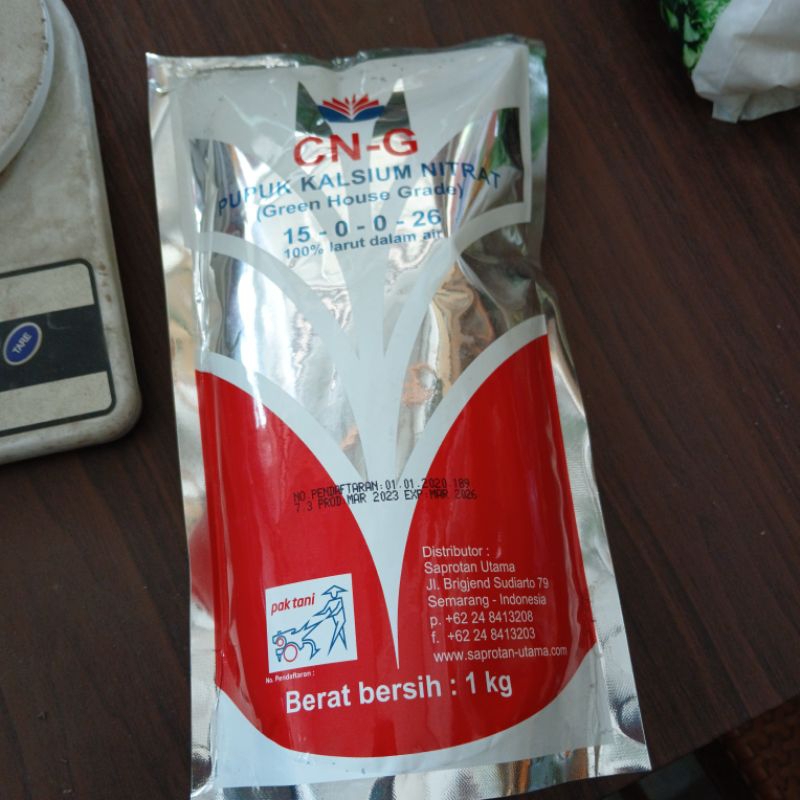 CN-G
PUPUK KALSIUM NITRAT
(Green House Grade)
15 - 0 - 0 - 26
100% larut dalam air
TARE
NO.PENDAFTARAN:01.01.2020.189
7.3 PROD MAR 2023 EXP:MAR 2026
Distributor :
Saprotan Utama
Jl. Brigjend Sudiarto 79
Semarang - Indonesia
p. +62 24 8413208
f. +62 24 8413203
www.saprotan-utama.com
pak tani
No. Pendaftaran :
Berat bersih : 1 kg